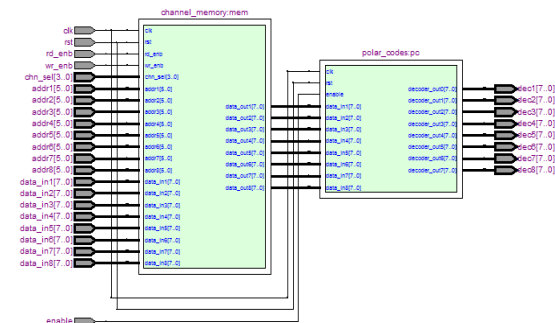 channel_memory:mem
clk
rst
rd_enb
wr_enb
chn_sel[3..0]
addr1[5..0]
addr2[5..0]
addr3[5..0]
addr4[5..0]
addr5[5..0]
addr6[5..0]
addr7[5..0]
addr8[5..0]
data_in1[7..0]
data_in2[7..0]
data_in3[7..0]
data_in4[7..0]
data_in5[7..0]
data_in6[7..0]
data_in7[7..0]
data_in8[7..0]
enable
clk
rst
rd_enb
wr_enb
chn_sel[3..0]
addr1[5..0]
addr2[5..0]
addr3[5..0]
addr4[5..0]
addr5[5..0]
addr6[5..0]
addr7[5..0]
addr8[5..0]
data_in1[7..0]
data_in2[7..0]
data_in3[7..0]
data_in4[7..0]
data_in5[7..0]
data_in6[7..0]
data_in7[7..0]
data_in8[7..0]
data_out1[7..0]
data_out2[7..0]
data_out3[7..0]
data_out4[7..0]
data_out5[7..0]
data_out6[7..0]
data_out7[7..0]
data_out8[7..0]
polar_codes:pc
clk
rst
enable
data_in1[7..0]
data_in2[7..0]
data_in3[7..0]
data_in4[7..0]
data_in5[7..0]
data_in6[7..0]
data_in7[7..0]
data_in8[7..0]
decoder_out0[7..0]
decoder_out1[7..0]
decoder_out2[7..0]
decoder_out3[7..0]
decoder_out4[7..0]
decoder_out5[7..0]
decoder_out6[7..0]
decoder_out7[7..0]
dec1[7..0]
dec2[7..0]
dec3[7..0]
dec4[7..0]
dec5[7..0]
dec6[7..0]
dec7[7..0]
dec8[7..0]